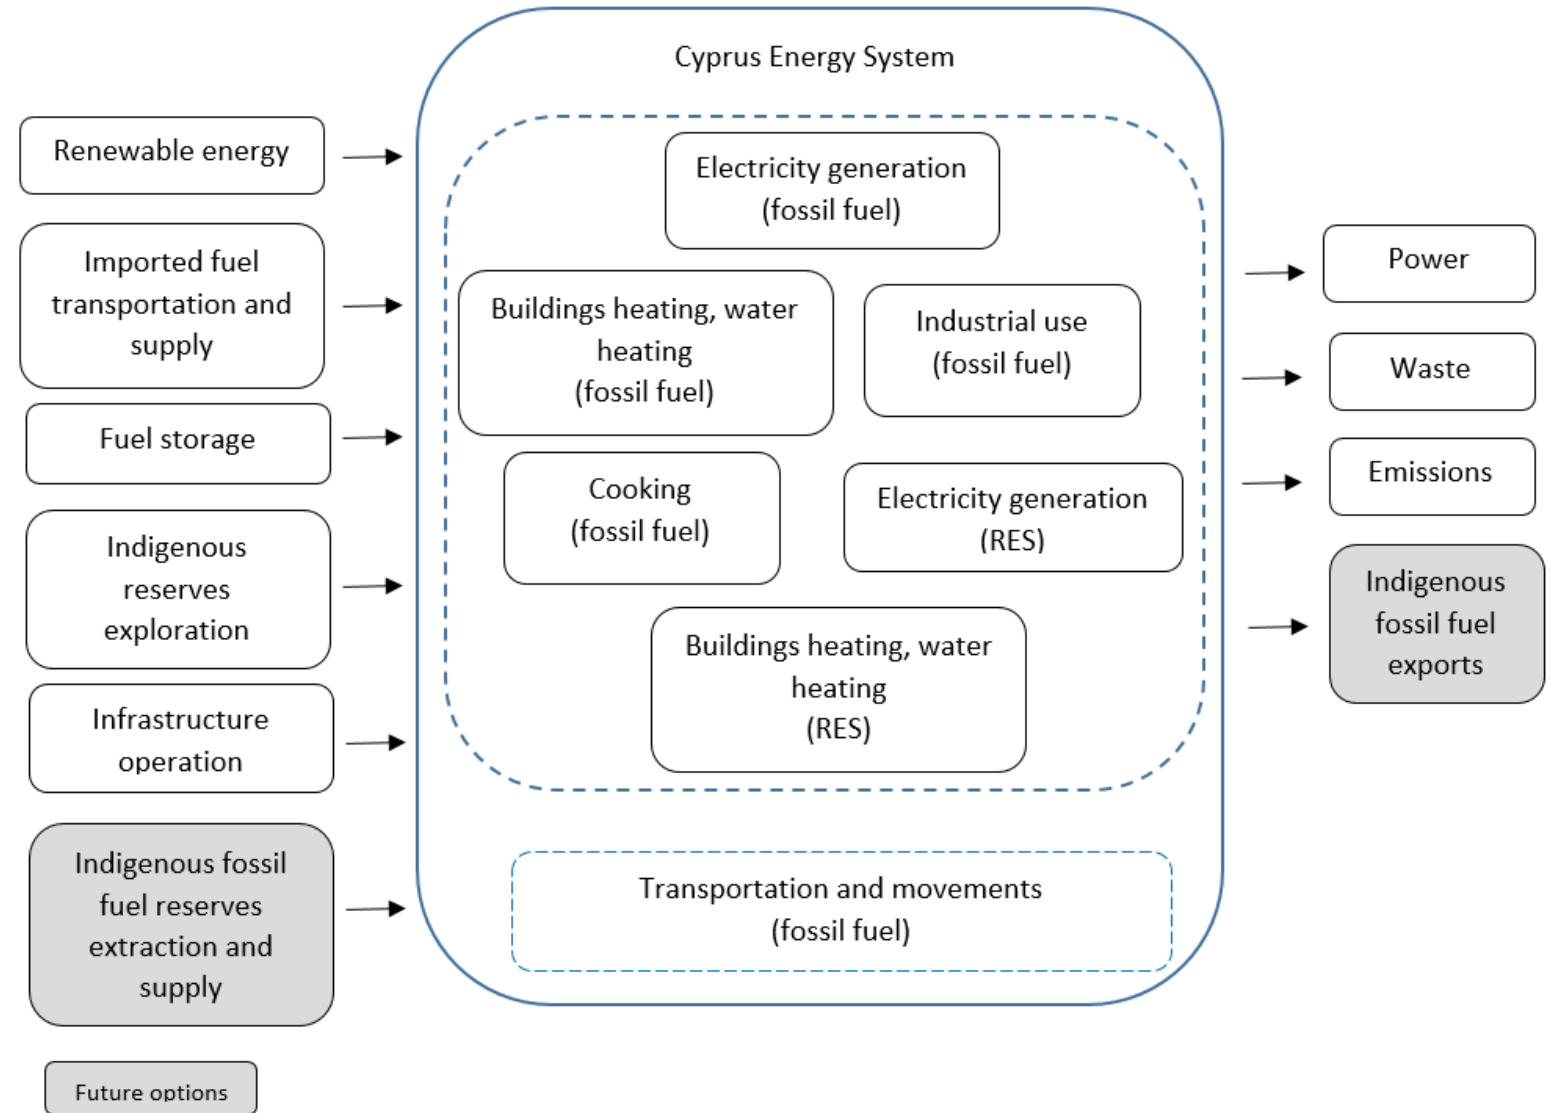 Cyprus Energy System
Renewable energy
Imported fuel
transportation and
supply
Fuel storage
Indigenous
reserves
exploration
Infrastructure
operation
Indigenous fossil
fuel reserves
extraction and
supply
Future options
Electricity generation
(fossil fuel)
Buildings heating, water
heating
(fossil fuel)
Industrial use
(fossil fuel)
Cooking
(fossil fuel)
Electricity generation
(RES)
Buildings heating, water
heating
(RES)
Transportation and movements
(fossil fuel)
Power
Waste
Emissions
Indigenous
fossil fuel
exports